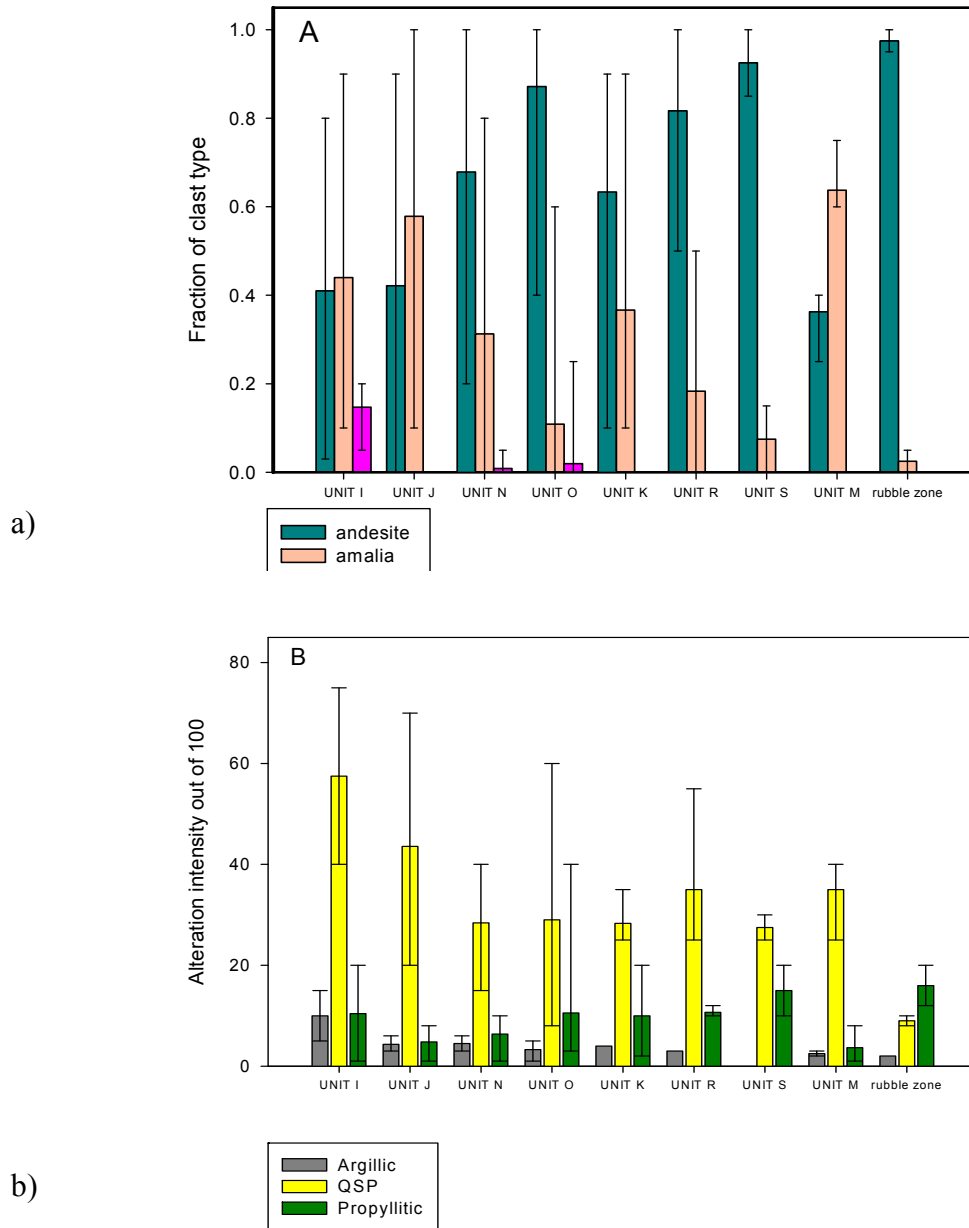 A
1.0
0.8
0.6
0.4
0.2
0.0
Fraction of clast type
UNIT I UNIT J UNIT N UNIT O UNIT K UNIT R UNIT S UNIT M rubble zone
a)
andesite
amalia
B
80
60
40
20
0
Alteration intensity out of 100
UNIT I UNIT J UNIT N UNIT O UNIT K UNIT R UNIT S UNIT M rubble zone
b)
Argillic
QSP
Propyllitic